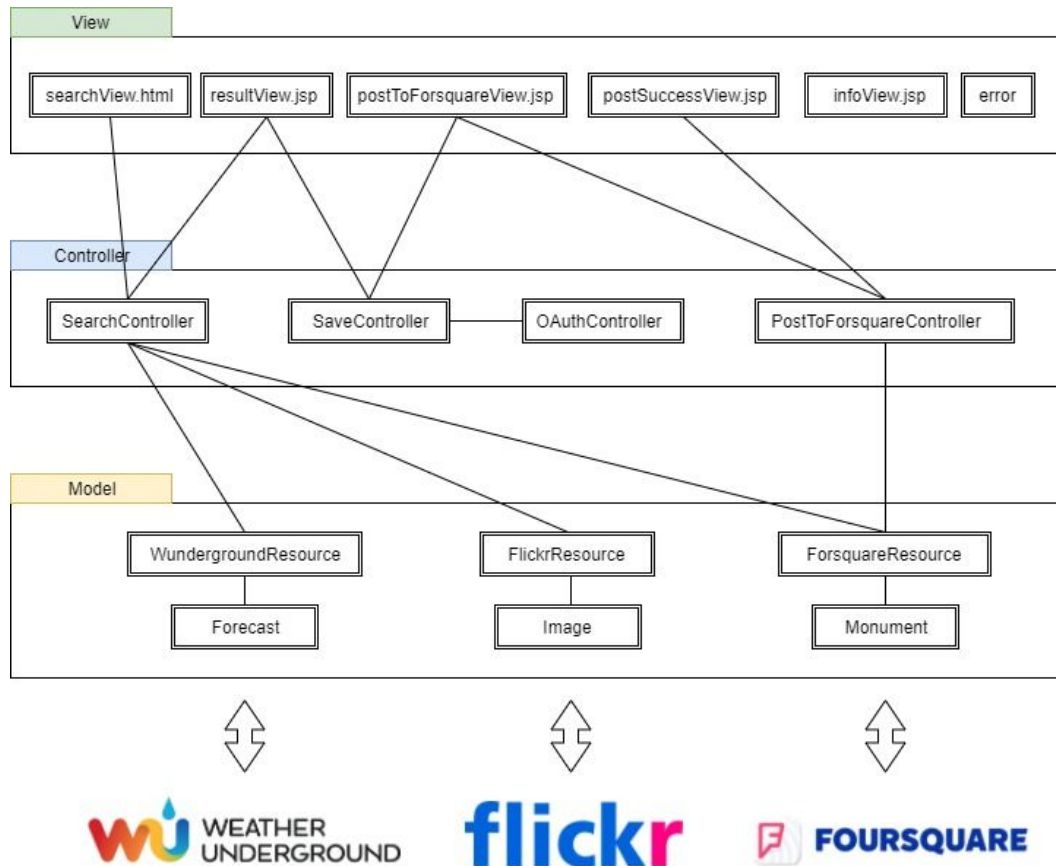 View
searchView.html
resultView.jsp
postToForsquareView.jsp
postSuccessView.jsp
infoView.jsp
error
Controller
SearchController
SaveController
OAuthController
PostToForsquareController
Model
WundergroundResource
FlickrResource
ForsquareResource
Forecast
Image
Monument
WU WEATHER
UNDERGROUND
flickr
FOURSQUARE